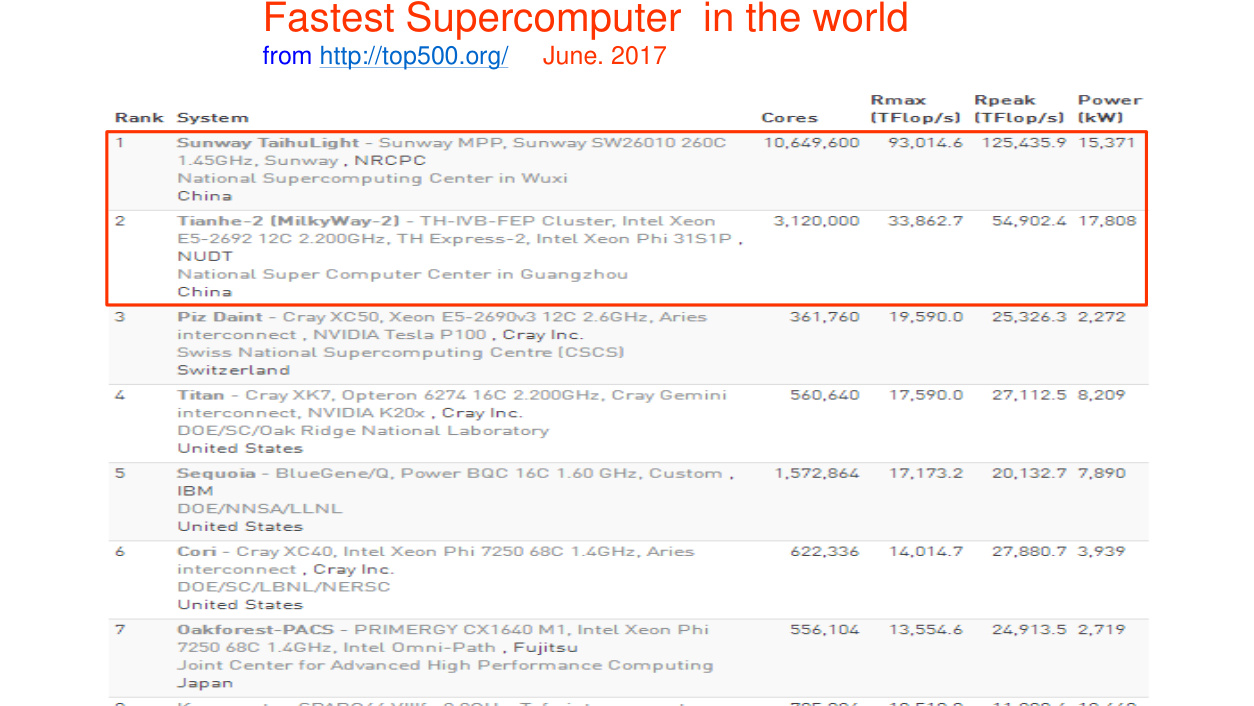 Fastest Supercomputer in the world
from http://top500.org/ June. 2017
Rank System Cores Rmax (TFlop/s) Rpeak (TFlop/s) Power (kW)
1 Sunway TaihuLight - Sunway MPP, Sunway SW26010 260C 10,649,600 93,014.6 125,435.9 15,371
1.45GHz, Sunway , NRCPC
National Supercomputing Center in Wuxi
China
2 Tianhe-2 (MilkyWay-2) - TH-IVB-FEP Cluster, Intel Xeon 3,120,000 33,862.7 54,902.4 17,808
E5-2692 12C 2.200GHz, TH Express-2, Intel Xeon Phi 31S1P ,
NUDT
National Super Computer Center in Guangzhou
China
3 Piz Daint - Cray XC50, Xeon E5-2690v3 12C 2.6GHz, Aries 361,760 19,590.0 25,326.3 2,272
interconnect , NVIDIA Tesla P100 , Cray Inc.
Swiss National Supercomputing Centre (CSCS)
Switzerland
4 Titan - Cray XK7, Opteron 6274 16C 2.200GHz, Cray Gemini 560,640 17,590.0 27,112.5 8,209
interconnect, NVIDIA K20x , Cray Inc.
DOE/SC/Oak Ridge National Laboratory
United States
5 Sequoia - BlueGene/Q, Power BQC 16C 1.60 GHz, Custom , 1,572,864 17,173.2 20,132.7 7,890
IBM
DOE/NNSA/LLNL
United States
6 Cori - Cray XC40, Intel Xeon Phi 7250 68C 1.4GHz, Aries 622,336 14,014.7 27,880.7 3,939
interconnect , Cray Inc.
DOE/SC/LBNL/NERSC
United States
7 Oakforest-PACS - PRIMERGY CX1640 M1, Intel Xeon Phi 556,104 13,554.6 24,913.5 2,719
7250 68C 1.4GHz, Intel Omni-Path , Fujitsu
Joint Center for Advanced High Performance Computing
Japan